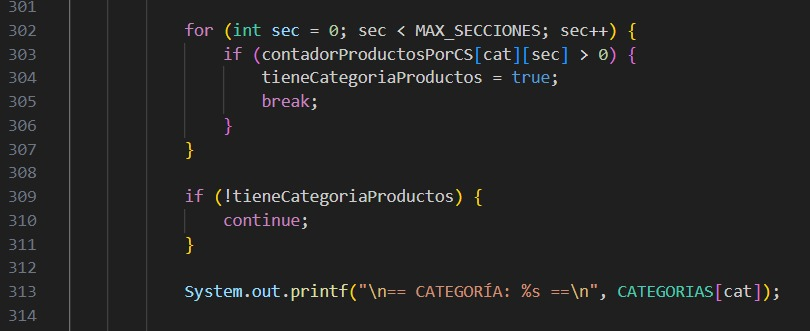 301
302 for (int sec = 0; sec < MAX_SECCIONES; sec++) {
303 if (contadorProductosPorCS[cat][sec] > 0) {
304 tieneCategoriaProductos = true;
305 break;
306 }
307 }
308
309 if (!tieneCategoriaProductos) {
310 continue;
311 }
312
313 System.out.printf("\n== CATEGORÍA: %s ==\n", CATEGORIAS[cat]);
314